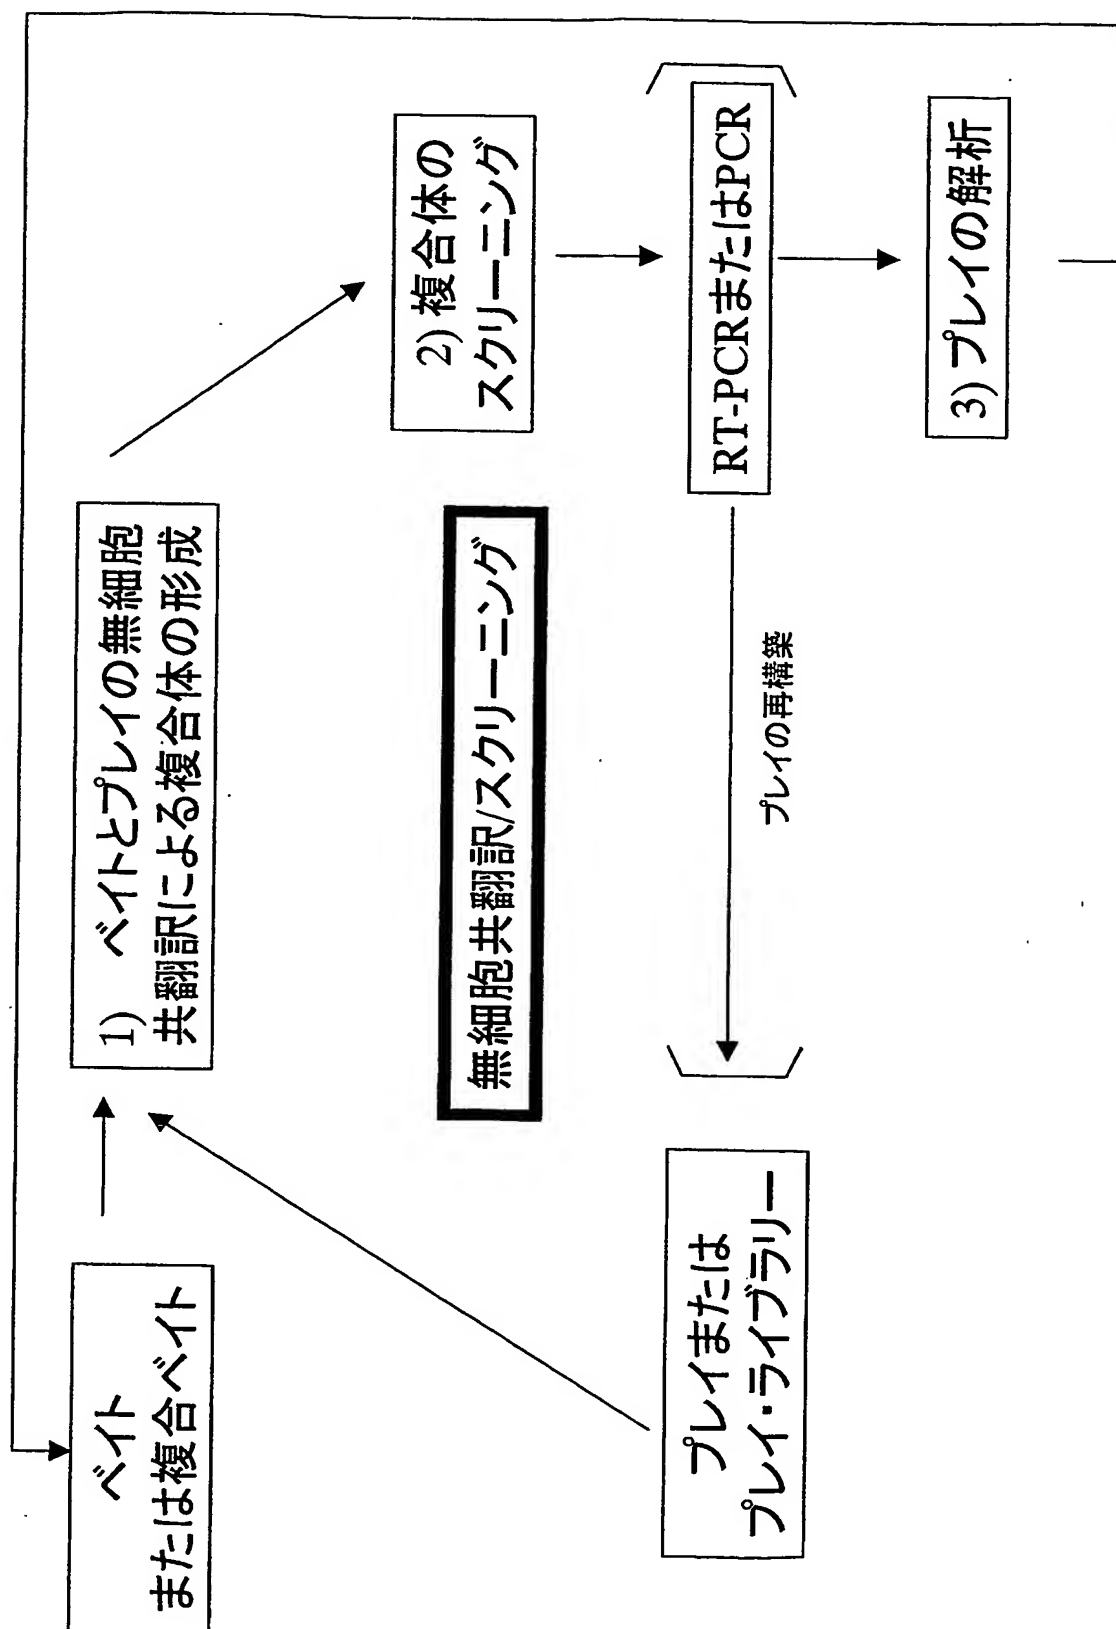 ベイト
または複合ベイト
1) ベイトとプレイの無細胞
共翻訳による複合体の形成
2) 複合体の
スクリーニング
無細胞共翻訳/スクリーニング
プレイまたは
プレイ・ライブラリー
プレイの再構築
RT-PCRまたはPCR
3) プレイの解析